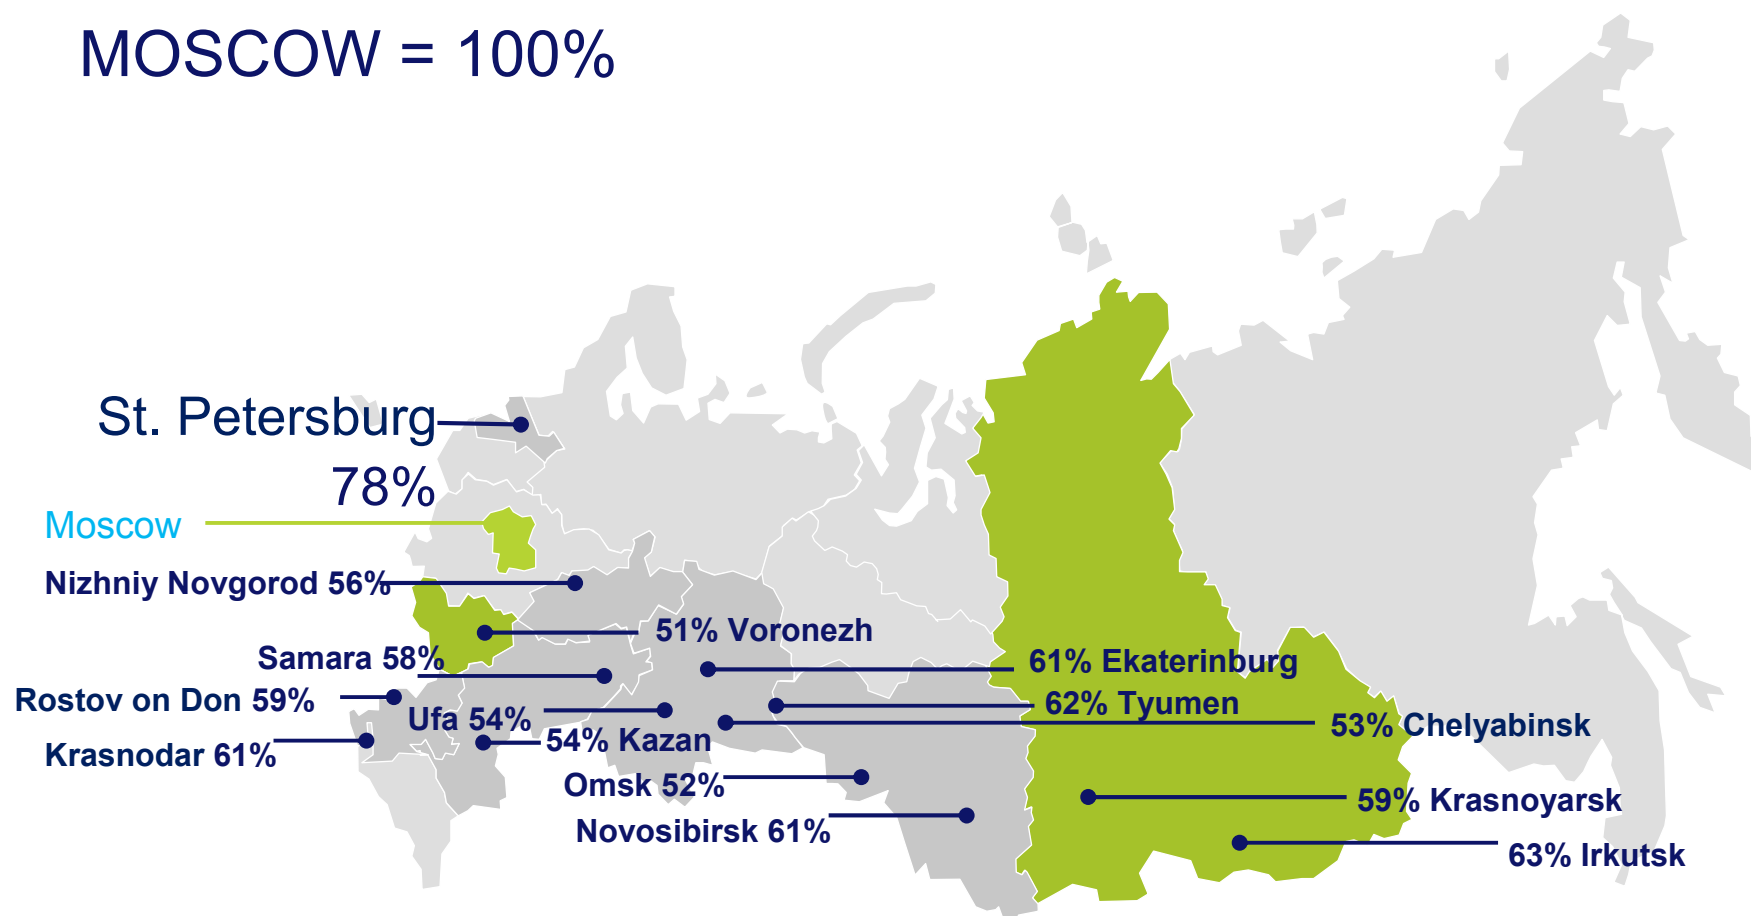 MOSCOW = 100%
St. Petersburg
78%
Moscow
Nizhniy Novgorod 56%
51% Voronezh
Samara 58%
61% Ekaterinburg
Rostov on Don 59%
62% Tyumen
Ufa 54%
53% Chelyabinsk
54% Kazan
Krasnodar 61%
Omsk 52%
59% Krasnoyarsk
Novosibirsk 61%
63% Irkutsk